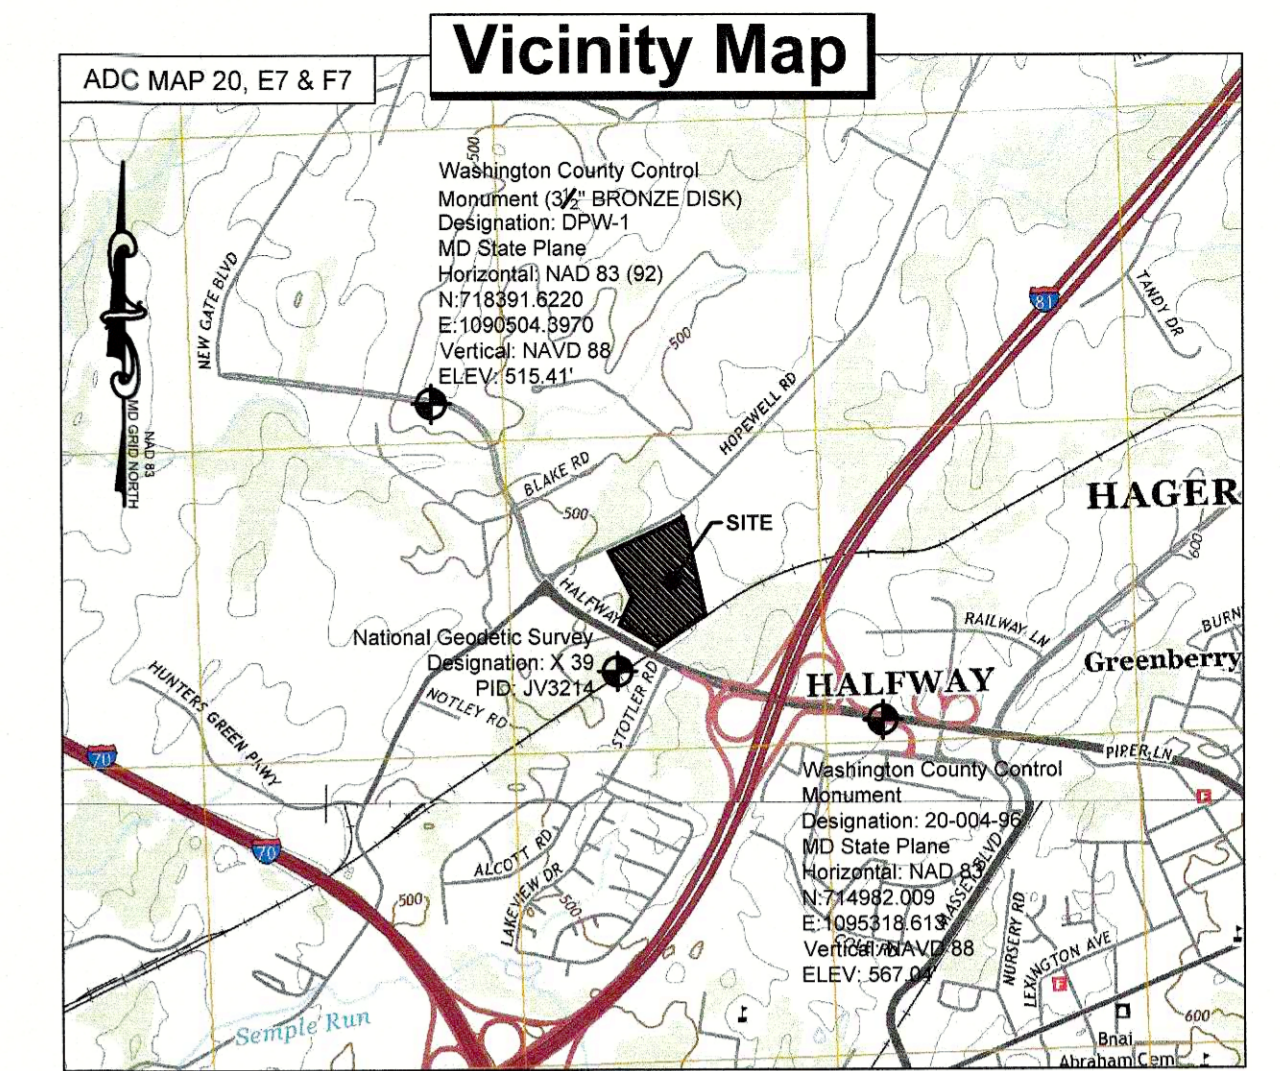 Vicinity Map
ADC MAP 20, E7 & F7
500
Washington County Control
Monument (3½" BRONZE DISK)
Designation: DPW-1
MD State Plane
Horizontal: NAD 83 (92)
N:718391.6220
E:1090504.3970
Vertical: NAVD 88
ELEV: 515.41'
NEW GATE BLVD
81
TANDY DR
500
HOPEWELL RD
NAD 83
MD GRID NORTH
BLAKE RD
500
SITE
HAGER
600
HALFWAY
RAILWAY LN
BURN
National Geodetic Survey
Designation: X 39
PID: JV3214
HALFWAY
Greenberry
HUNTERS GREEN PKWY
NOTLEY RD
STOTLER RD
70
PIPER LN
Washington County Control
Monument
Designation: 20-004-96
MD State Plane
Horizontal: NAD 83
N:714982.009
E:1095318.613
Vertical: NAVD 88
ELEV: 567.04'
F
70
ALCOTT RD
LAKEVIEW DR
500
500
MASSEY BLVD
NURSERY RD
LEXINGTON AVE
F
Semple Run
600
Bnai
Abraham Cem